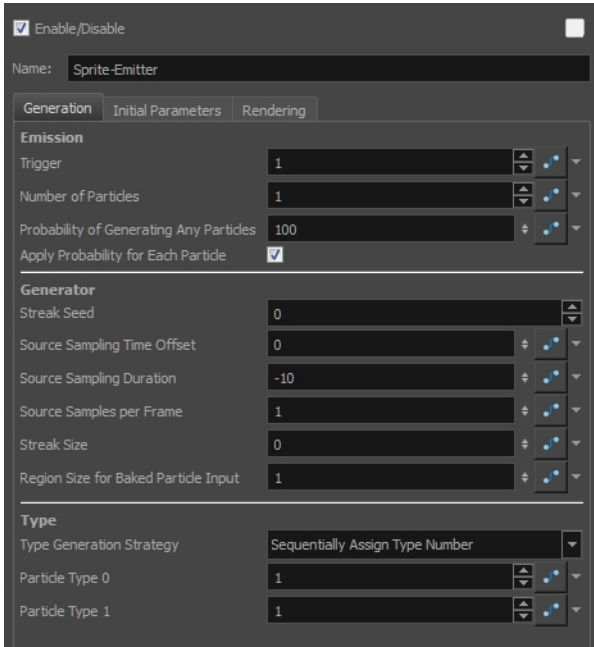 Enable/Disable
Name: Sprite-Emitter
Generation Initial Parameters Rendering
Emission
Trigger 1
Number of Particles 1
Probability of Generating Any Particles 100
Apply Probability for Each Particle
Generator
Streak Seed 0
Source Sampling Time Offset 0
Source Sampling Duration -10
Source Samples per Frame 1
Streak Size 0
Region Size for Baked Particle Input 1
Type
Type Generation Strategy Sequentially Assign Type Number
Particle Type 0 1
Particle Type 1 1